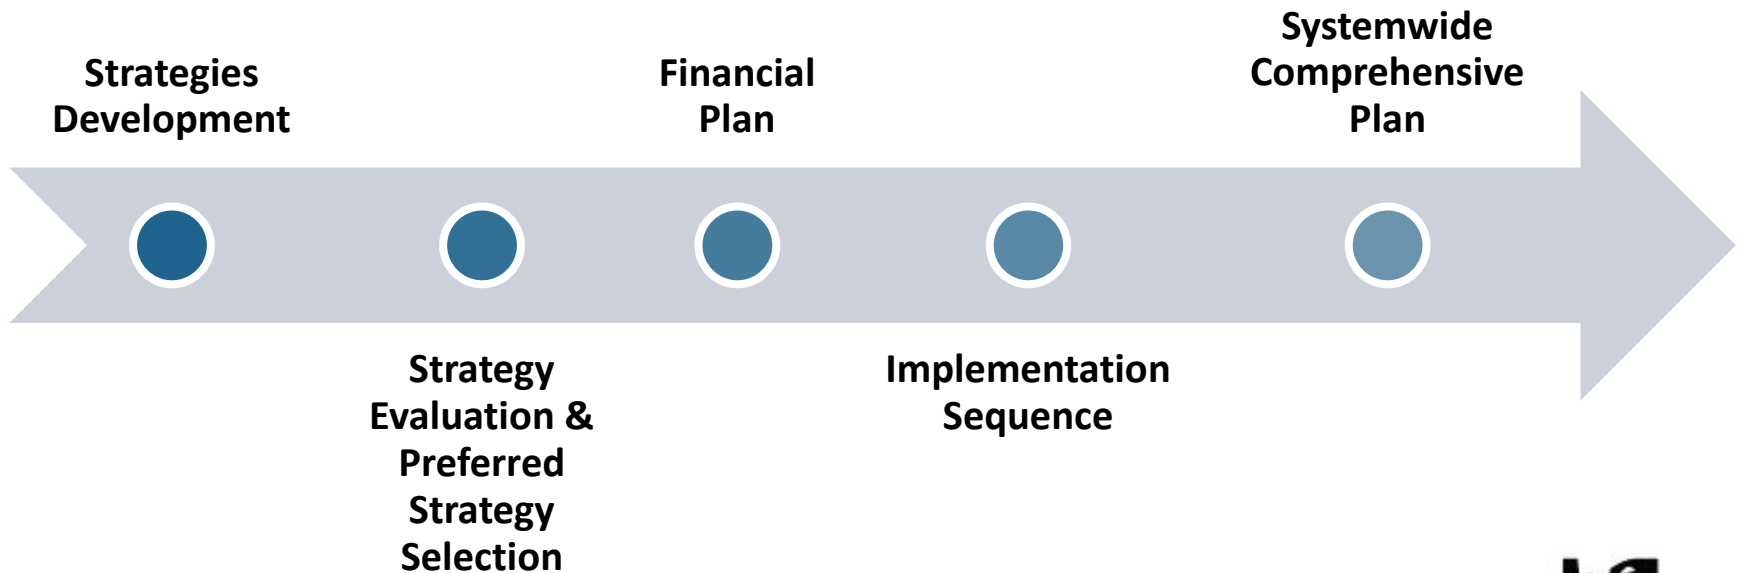 Strategies
Development
Strategy
Evaluation &
Preferred
Strategy
Selection
Financial
Plan
Implementation
Sequence
Systemwide
Comprehensive
Plan